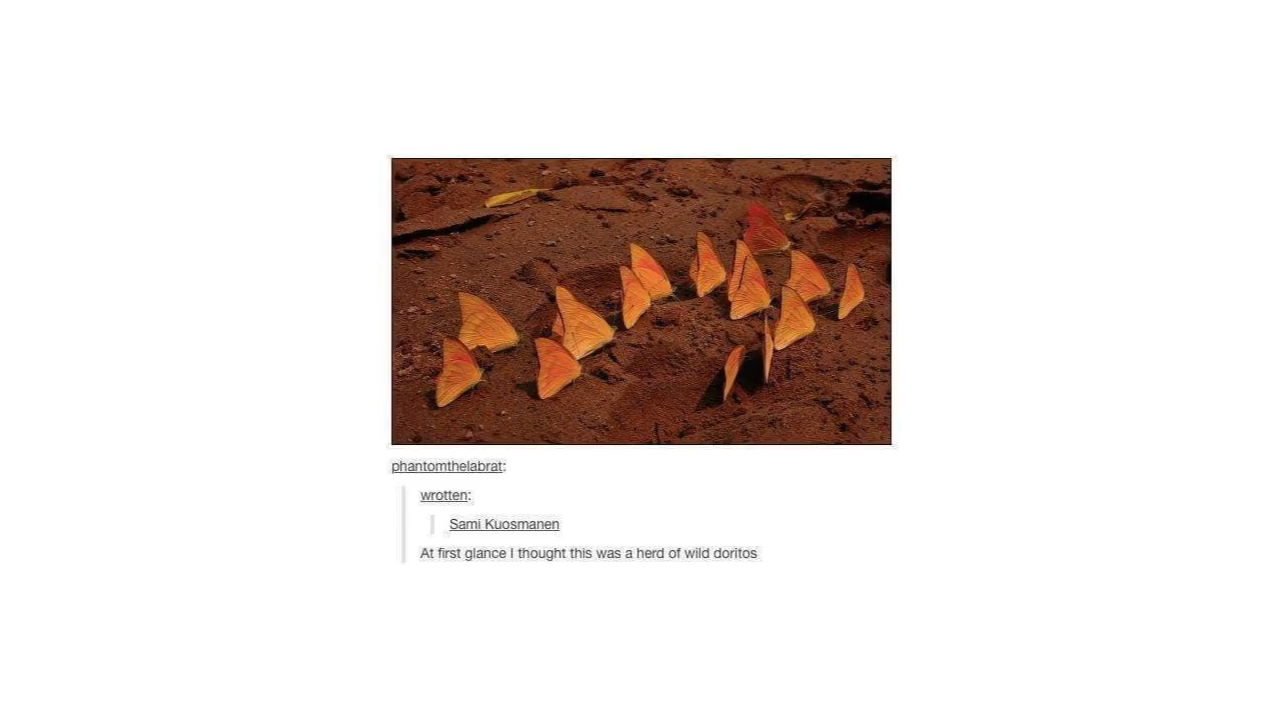 phantomthelabrat:
wrotten:
Sami Kuosmanen
At first glance I thought this was a herd of wild doritos